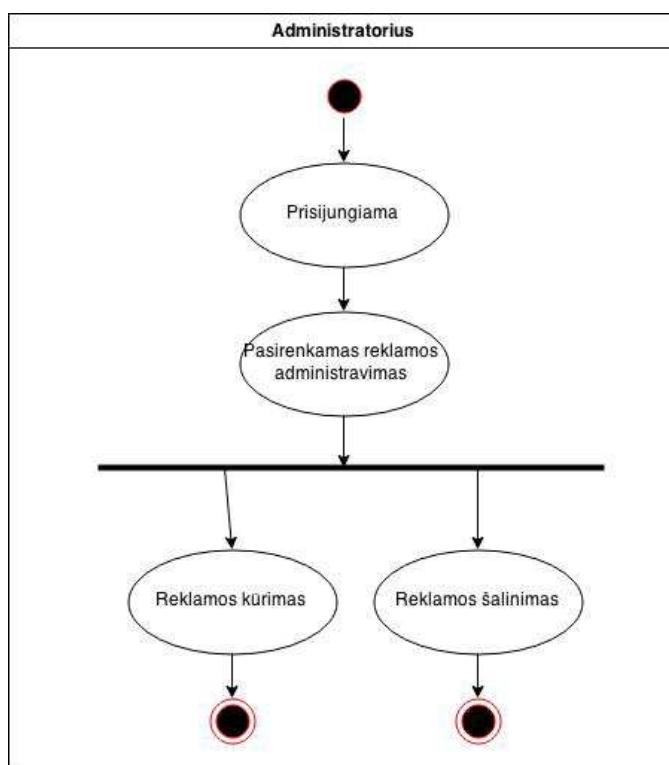 Administratorius
Prisijungiama
Pasirenkamas reklamos
administravimas
Reklamos kūrimas
Reklamos šalinimas